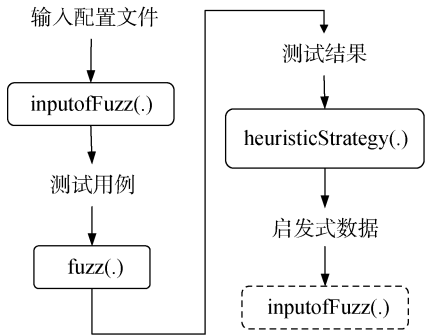 输入配置文件
inputofFuzz(.)
测试用例
fuzz(.)
测试结果
heuristicStrategy(.)
启发式数据
inputofFuzz(.)